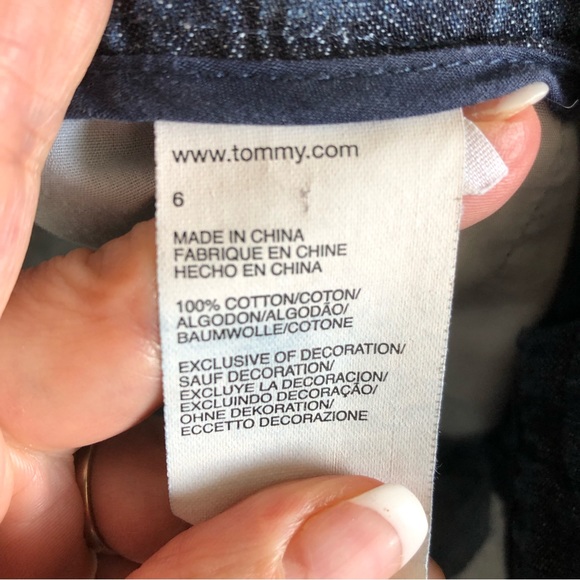 www.tommy.com
6
MADE IN CHINA
FABRIQUE EN CHINE
HECHO EN CHINA
100% COTTON/COTON/
ALGODON/ALGODÃO/
BAUMWOLLE/COTONE
EXCLUSIVE OF DECORATION/
SAUF DECORATION/
EXCLUYE LA DECORACION/
EXCLUINDO DECORAÇÃO/
OHNE DEKORATION/
ECCETTO DECORAZIONE